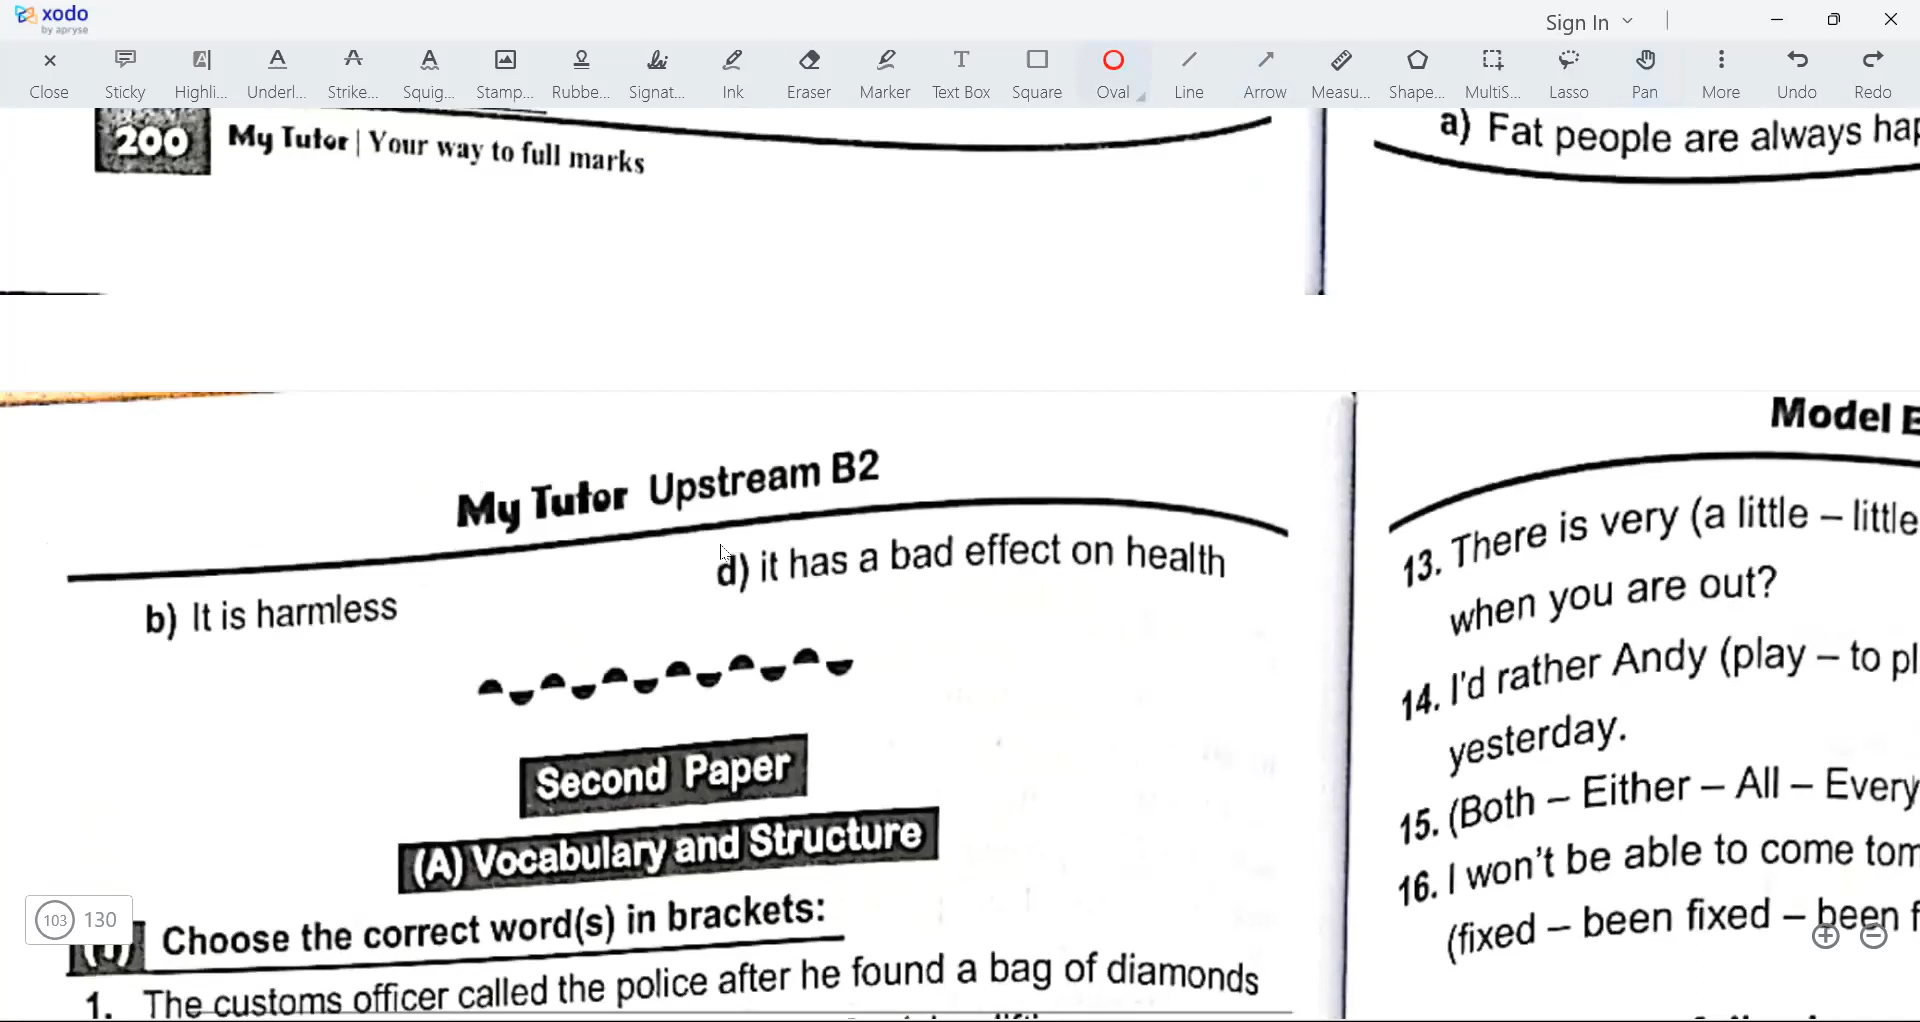 xodo
by apryse
Sign In
Close
Sticky
Highli...
Underl...
Strike...
Squig...
Stamp...
Rubbe...
Signat...
Ink
Eraser
Marker
Text Box
Square
Oval
Line
Arrow
Measu...
Shape...
MultiS...
Lasso
Pan
More
Undo
Redo
200 My Tutor | Your way to full marks
a) Fat people are always hap
My Tutor Upstream B2
d) it has a bad effect on health
b) It is harmless
Second Paper
(A) Vocabulary and Structure
Choose the correct word(s) in brackets:
1. The customs officer called the police after he found a bag of diamonds
103 130
Model E
13. There is very (a little – little
when you are out?
14. I'd rather Andy (play – to pl
yesterday.
15. (Both – Either – All – Every
16. I won't be able to come tom
(fixed – been fixed – been f